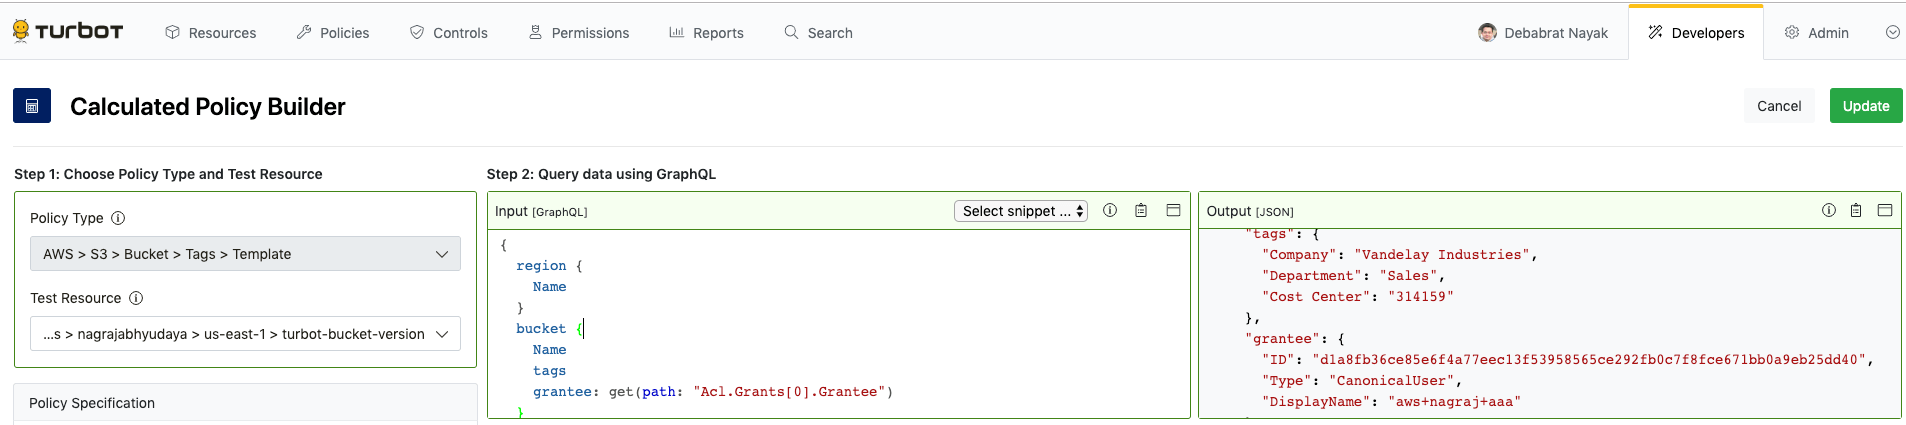 TURBOT Resources Policies Controls Permissions Reports Search Debabrat Nayak Developers Admin
Calculated Policy Builder Cancel Update
Step 1: Choose Policy Type and Test Resource
Policy Type
AWS > S3 > Bucket > Tags > Template
Test Resource
...s > nagrajabhyudaya > us-east-1 > turbot-bucket-version
Policy Specification
Step 2: Query data using GraphQL
Input [GraphQL] Select snippet ...
{
region {
Name
}
bucket {
Name
tags
grantee: get(path: "Acl.Grants[0].Grantee")
}
Output [JSON]
"tags": {
"Company": "Vandelay Industries",
"Department": "Sales",
"Cost Center": "314159"
},
"grantee": {
"ID": "d1a8fb36ce85e6f4a77eec13f53958565ce292fb0c7f8fce671bb0a9eb25dd40",
"Type": "CanonicalUser",
"DisplayName": "aws+nagraj+aaa"